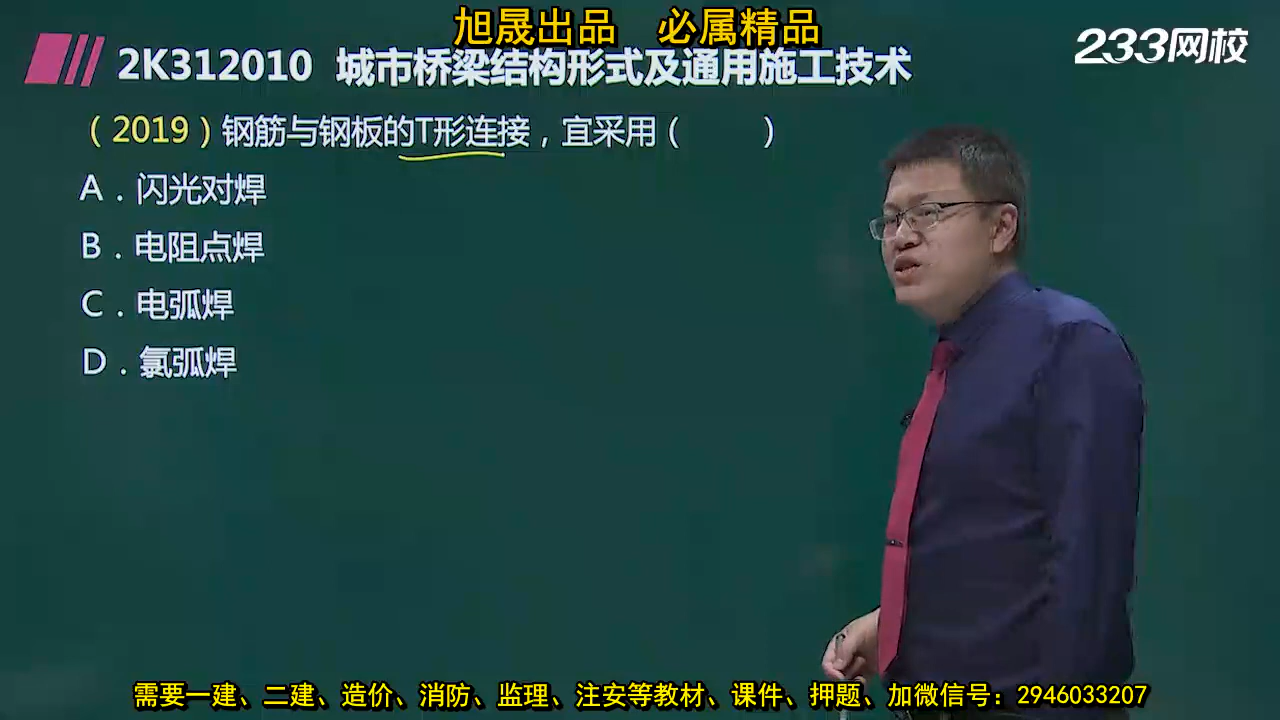 旭晟出品 必属精品
233网校
2K312010 城市桥梁结构形式及通用施工技术
（2019）钢筋与钢板的T形连接，宜采用（ ）
A．闪光对焊
B．电阻点焊
C．电弧焊
D．氯弧焊
需要一建、二建、造价、消防、监理、注安等教材、课件、押题、加微信号：2946033207